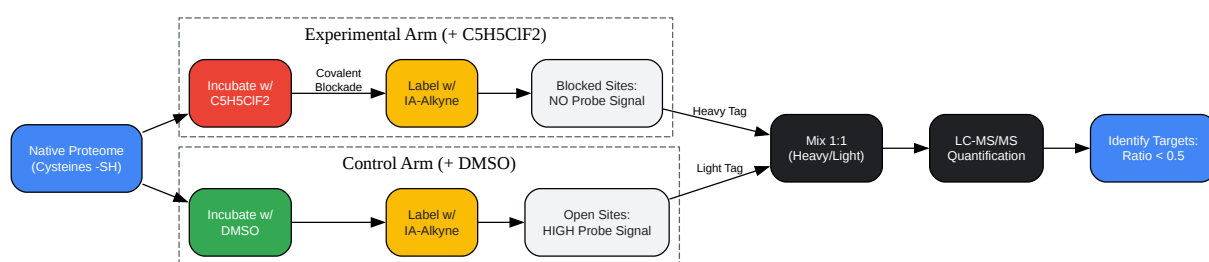 Experimental Arm (+ C5H5ClF2)
Incubate w/
C5H5ClF2
Covalent
Blockade
Label w/
IA-Alkyne
Blocked Sites:
NO Probe Signal
Heavy Tag
Native Proteome
(Cysteines -SH)
Mix 1:1
(Heavy/Light)
LC-MS/MS
Quantification
Identify Targets:
Ratio < 0.5
Control Arm (+ DMSO)
Light Tag
Incubate w/
DMSO
Label w/
IA-Alkyne
Open Sites:
HIGH Probe Signal